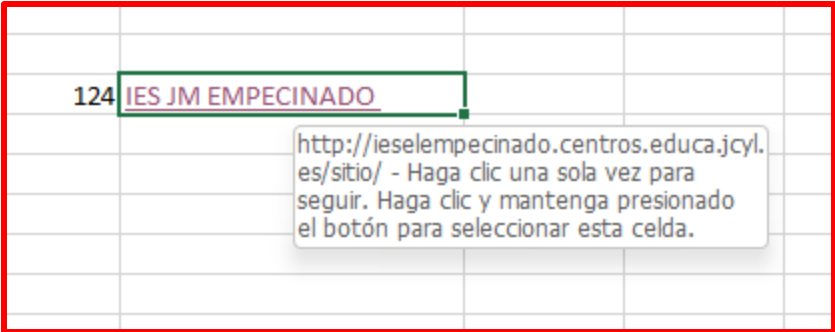 124 IES JM EMPECINADO
http://ieselempecinado.centros.educa.jcyl.
es/sitio/ - Haga clic una sola vez para
seguir. Haga clic y mantenga presionado
el botón para seleccionar esta celda.